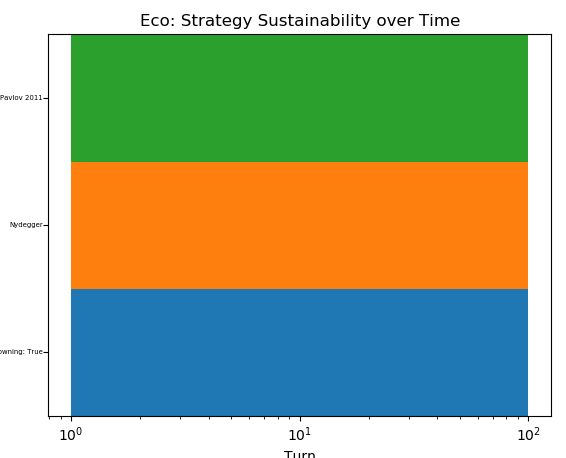 Eco: Strategy Sustainability over Time
Pavlov 2011
Nydegger
owning: True
10⁰ 10¹ 10²
Turn